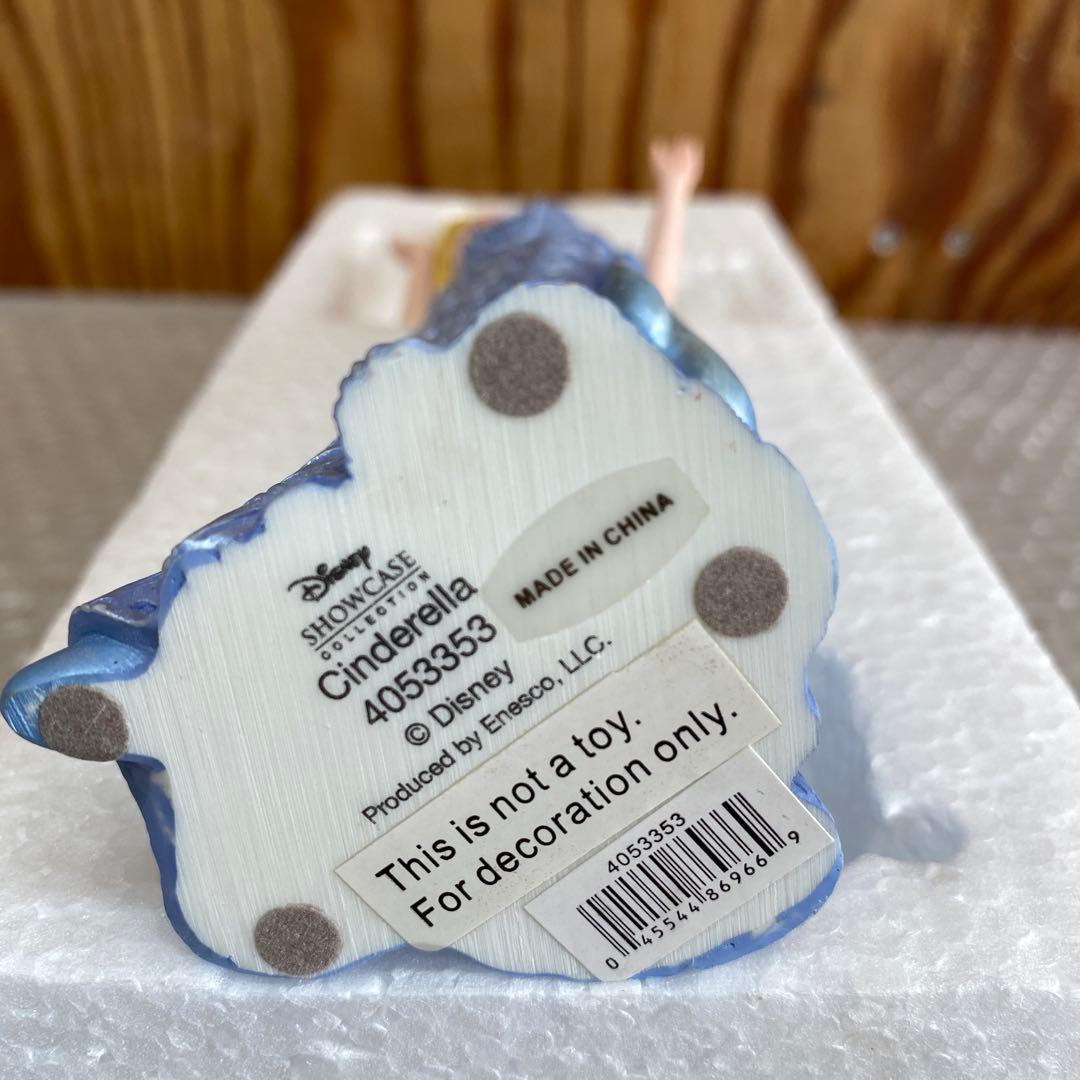 Disney
SHOWCASE
COLLECTION
Cinderella
4053353
© Disney
Produced by Enesco, LLC.
MADE IN CHINA
This is not a toy.
For decoration only.
4053353
0 45544 86966 9